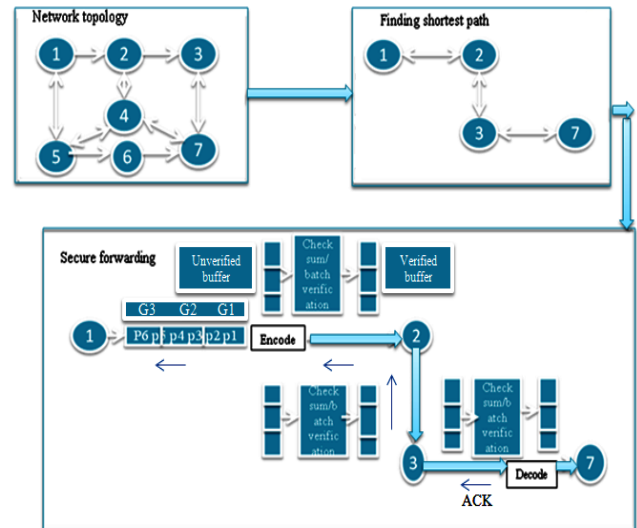 Network topology
1
2
3
4
5
6
7
Finding shortest path
1
2
3
7
Secure forwarding
Unverified
buffer
Check
sum/
batch
verific
ation
Verified
buffer
G3 G2 G1
1
P6 p5 p4 p3 p2 p1
Encode
2
Check
sum/b
atch
verific
ation
Check
sum/b
atch
verific
ation
3
Decode
7
ACK